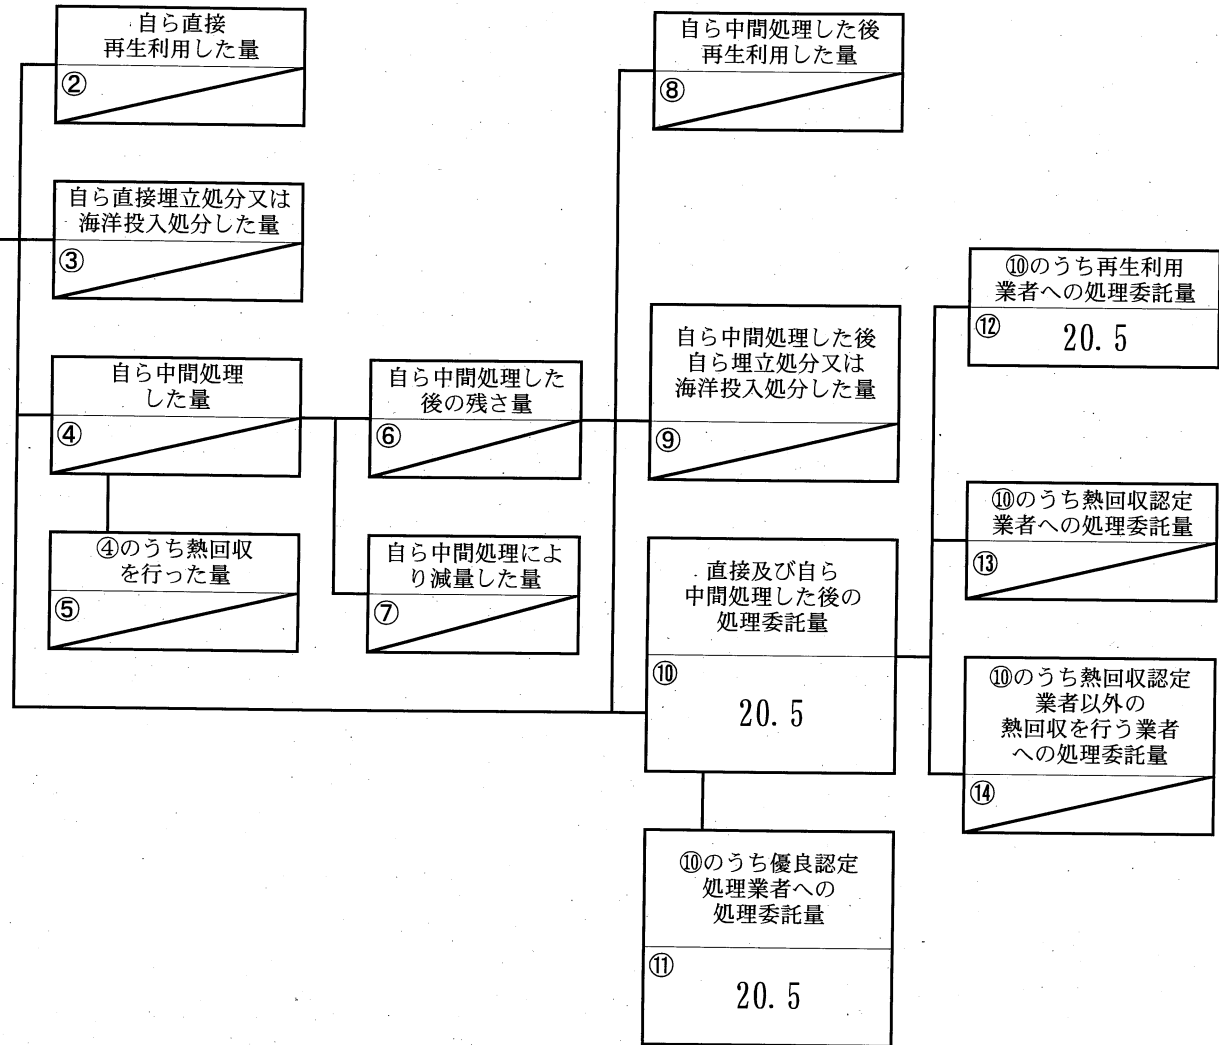 自ら直接
再生利用した量
②
自ら直接埋立処分又は
海洋投入処分した量
③
自ら中間処理
した量
④
④のうち熱回収
を行った量
⑤
自ら中間処理した
後の残さ量
⑥
自ら中間処理によ
り減量した量
⑦
自ら中間処理した後
再生利用した量
⑧
自ら中間処理した後
自ら埋立処分又は
海洋投入処分した量
⑨
直接及び自ら
中間処理した後の
処理委託量
⑩
20.5
⑩のうち優良認定
処理業者への
処理委託量
⑪
20.5
⑩のうち再生利用
業者への処理委託量
⑫
20.5
⑩のうち熱回収認定
業者への処理委託量
⑬
⑩のうち熱回収認定
業者以外の
熱回収を行う業者
への処理委託量
⑭